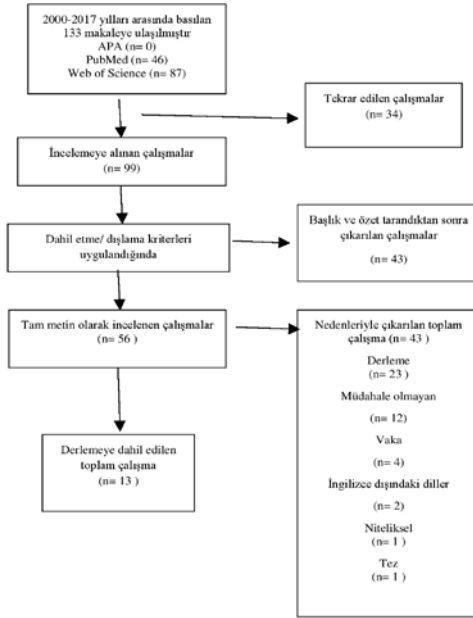 2000-2017 yılları arasında basılan
133 makaleye ulaşılmıştır
APA (n= 0)
PubMed (n= 46)
Web of Science (n= 87)
Tekrar edilen çalışmalar
(n= 34)
İncelemeye alınan çalışmalar
(n= 99)
Dahil etme/ dışlama kriterleri
uygulandığında
Başlık ve özet tarandıktan sonra
çıkarılan çalışmalar
(n= 43)
Tam metin olarak incelenen çalışmalar
(n= 56)
Nedenleriyle çıkarılan toplam
çalışma (n= 43 )
Derleme
(n= 23)
Müdahale olmayan
(n= 12)
Vaka
(n= 4)
İngilizce dışındaki diller
(n= 2)
Niteliksel
(n= 1 )
Tez
(n= 1 )
Derlemeye dahil edilen
toplam çalışma
(n= 13 )